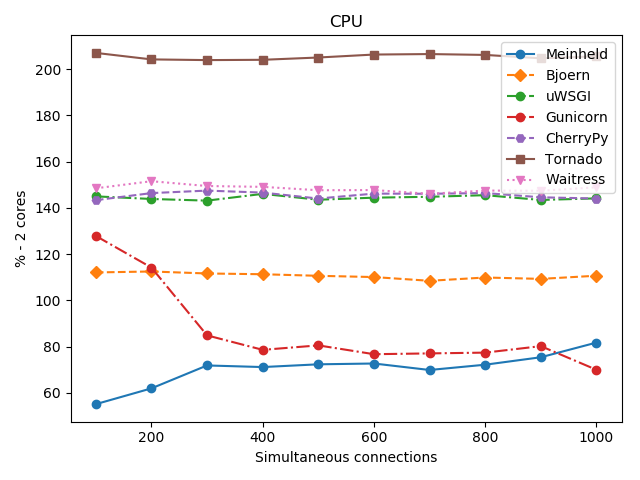 CPU
Meinheld
Bjoern
uWSGI
Gunicorn
CherryPy
Tornado
Waitress
% - 2 cores
200
180
160
140
120
100
80
60
200
400
600
800
1000
Simultaneous connections